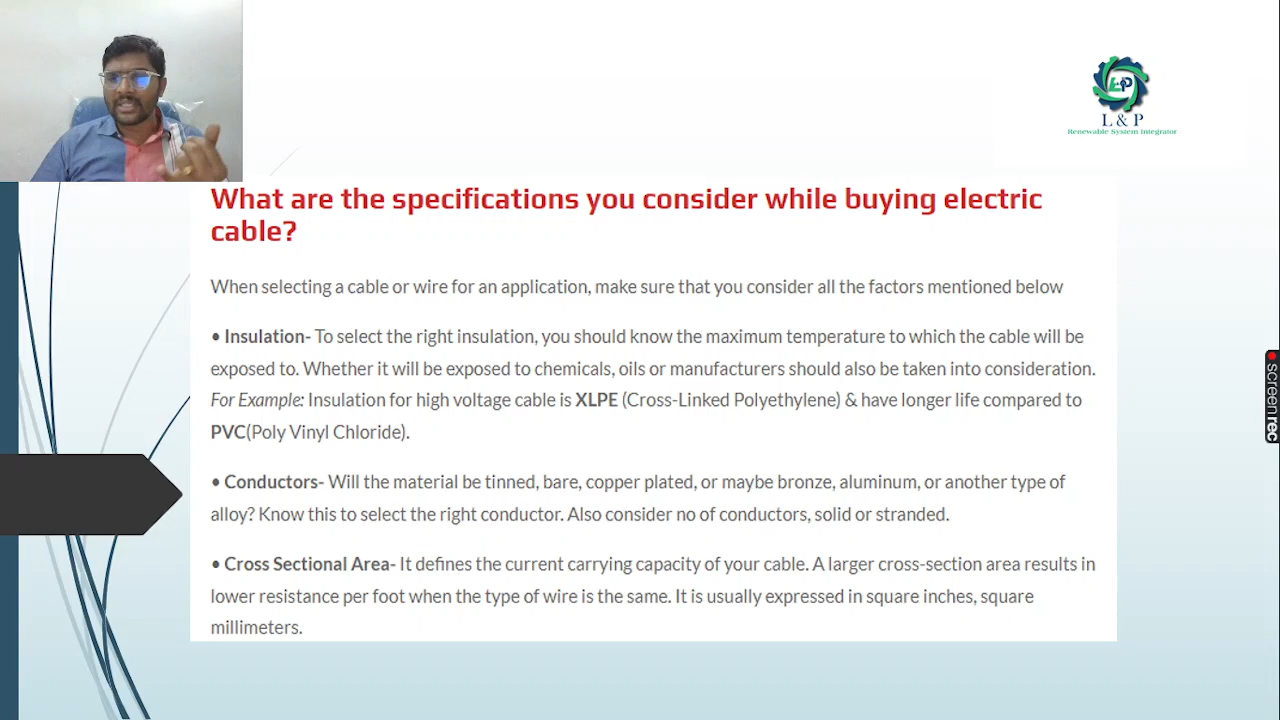 L&P
L & P
Renewable System Integrator
What are the specifications you consider while buying electric
cable?
When selecting a cable or wire for an application, make sure that you consider all the factors mentioned below
• Insulation- To select the right insulation, you should know the maximum temperature to which the cable will be
exposed to. Whether it will be exposed to chemicals, oils or manufacturers should also be taken into consideration.
For Example: Insulation for high voltage cable is XLPE (Cross-Linked Polyethylene) & have longer life compared to
PVC(Poly Vinyl Chloride).
• Conductors- Will the material be tinned, bare, copper plated, or maybe bronze, aluminum, or another type of
alloy? Know this to select the right conductor. Also consider no of conductors, solid or stranded.
• Cross Sectional Area- It defines the current carrying capacity of your cable. A larger cross-section area results in
lower resistance per foot when the type of wire is the same. It is usually expressed in square inches, square
millimeters.
Screenrec